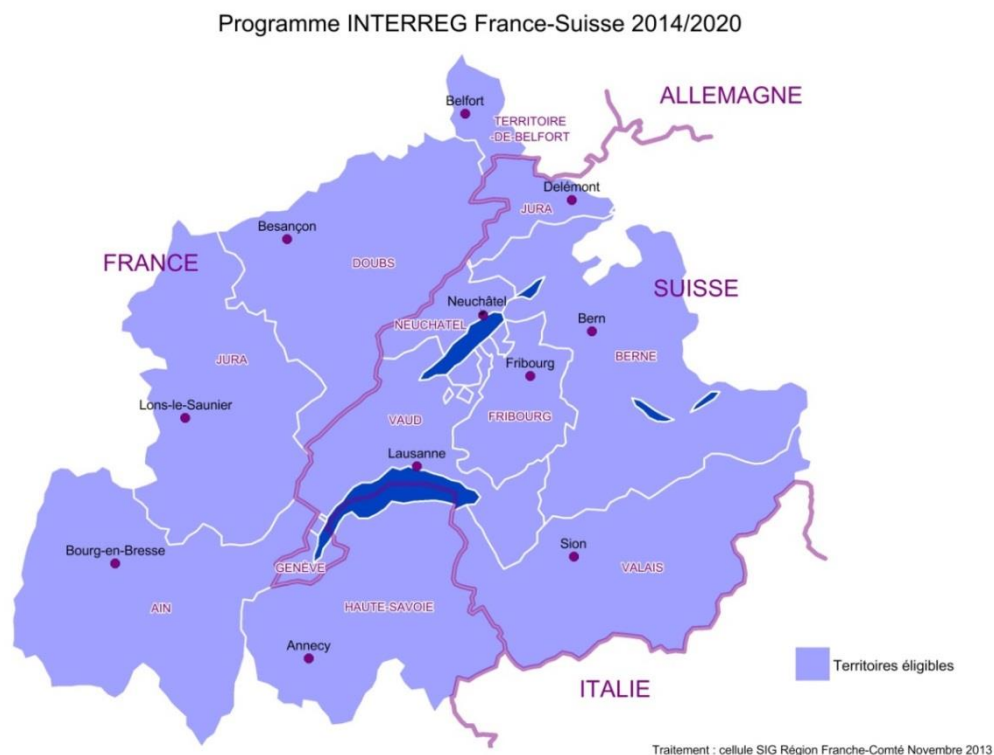 Programme INTERREG France-Suisse 2014/2020
ALLEMAGNE
Belfort
TERRITOIRE
-DE-BELFORT
Delémont
JURA
Besançon
FRANCE
DOUBS
SUISSE
Neuchâtel
NEUCHATEL
Bern
BERNE
JURA
Fribourg
Lons-le-Saunier
VAUD
FRIBOURG
Lausanne
Bourg-en-Bresse
Sion
GENÈVE
VALAIS
AIN
HAUTE-SAVOIE
Annecy
Territoires éligibles
ITALIE
Traitement : cellule SIG Région Franche-Comté Novembre 2013